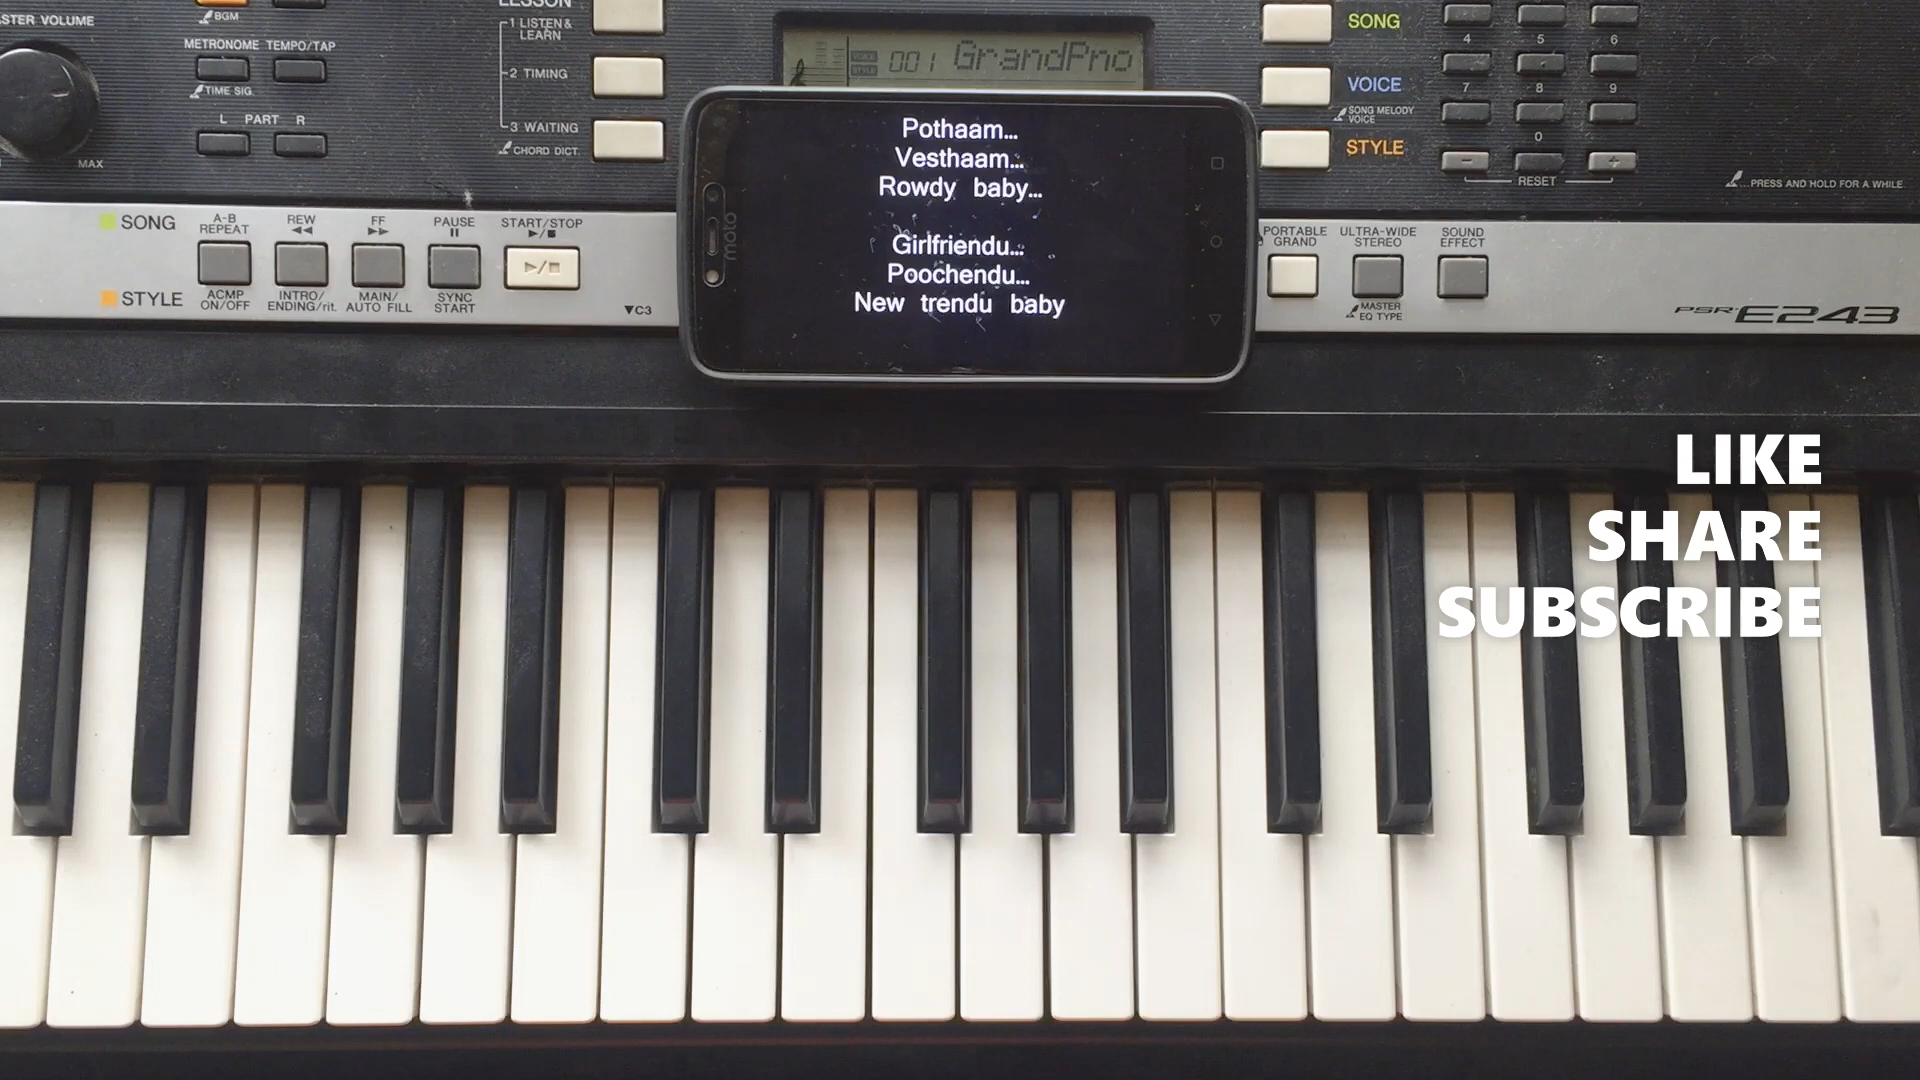 LESSON
STER VOLUME
BGM
1 LISTEN & LEARN
SONG
4 5 6
METRONOME TEMPO/TAP
001 GrandPno
2 TIMING
VOICE
7 8 9
TIME SIG.
SONG MELODY VOICE
L PART R
3 WAITING
0
MAX
CHORD DICT.
STYLE
- +
RESET
...PRESS AND HOLD FOR A WHILE.
Pothaam...
Vesthaam...
Rowdy baby...
Girlfriendu...
Poochendu...
New trendu baby
moto
SONG
A-B REPEAT
REW
FF
PAUSE
START/STOP
PORTABLE GRAND
ULTRA-WIDE STEREO
SOUND EFFECT
STYLE
ACMP ON/OFF
INTRO/ ENDING/rit.
MAIN/ AUTO FILL
SYNC START
▼C3
MASTER EQ TYPE
PSR-E243
LIKE
SHARE
SUBSCRIBE